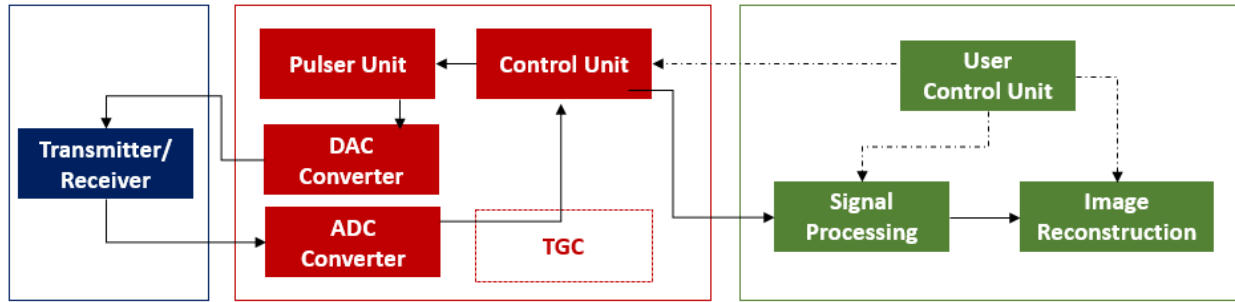 Pulser Unit
Control Unit
User
Control Unit
Transmitter/
Receiver
DAC
Converter
ADC
Converter
TGC
Signal
Processing
Image
Reconstruction